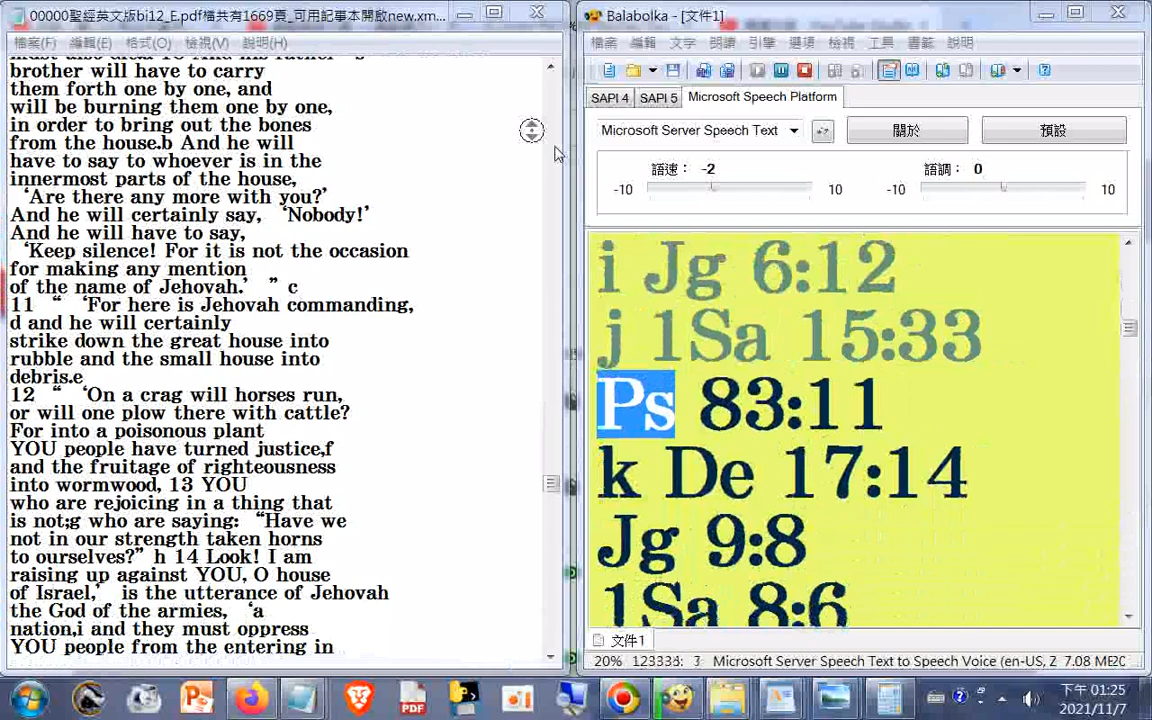 00000聖經英文版bi12_E.pdf檔共有1669頁_可用記事本開啟new.xm...
檔案(F) 編輯(E) 格式(O) 檢視(V) 說明(H)
brother will have to carry
them forth one by one, and
will be burning them one by one,
in order to bring out the bones
from the house.b And he will
have to say to whoever is in the
innermost parts of the house,
‘Are there any more with you?’
And he will certainly say, ‘Nobody!’
And he will have to say,
‘Keep silence! For it is not the occasion
for making any mention
of the name of Jehovah.’ ” c
11 “ ‘For here is Jehovah commanding,
d and he will certainly
strike down the great house into
rubble and the small house into
debris.e
12 “ ‘On a crag will horses run,
or will one plow there with cattle?
For into a poisonous plant
YOU people have turned justice,f
and the fruitage of righteousness
into wormwood, 13 YOU
who are rejoicing in a thing that
is not;g who are saying: “Have we
not in our strength taken horns
to ourselves?” h 14 Look! I am
raising up against YOU, O house
of Israel,’ is the utterance of Jehovah
the God of the armies, ‘a
nation,i and they must oppress
YOU people from the entering in
Balabolka - [文件1]
檔案 編輯 文字 朗讀 引擎 選項 檢視 工具 書籤 說明
SAPI 4 SAPI 5 Microsoft Speech Platform
Microsoft Server Speech Text 關於 預設
語速： -2 語調： 0
-10 10 -10 10
i Jg 6:12
j 1Sa 15:33
Ps 83:11
k De 17:14
Jg 9:8
1Sa 8:6
文件1
20% Microsoft Server Speech Text to Speech Voice (en-US, Z 7.08 ME
下午 01:25
2021/11/7